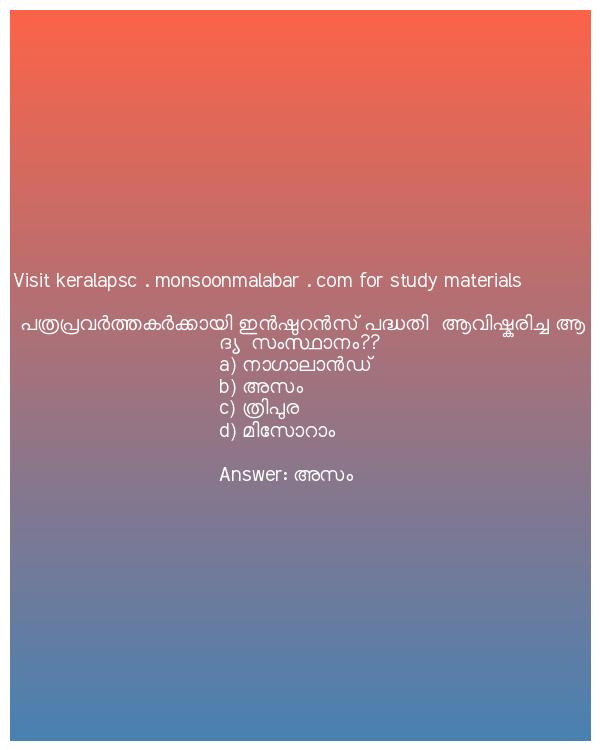 Visit keralapsc . monsoonmalabar . com for study materials
പത്രപ്രവർത്തകർക്കായി ഇൻഷുറൻസ് പദ്ധതി ആവിഷ്കരിച്ച ആ
ദ്യ സംസ്ഥാനം??
a) നാഗാലാൻഡ്
b) അസം
c) ത്രിപുര
d) മിസോറാം
Answer: അസം